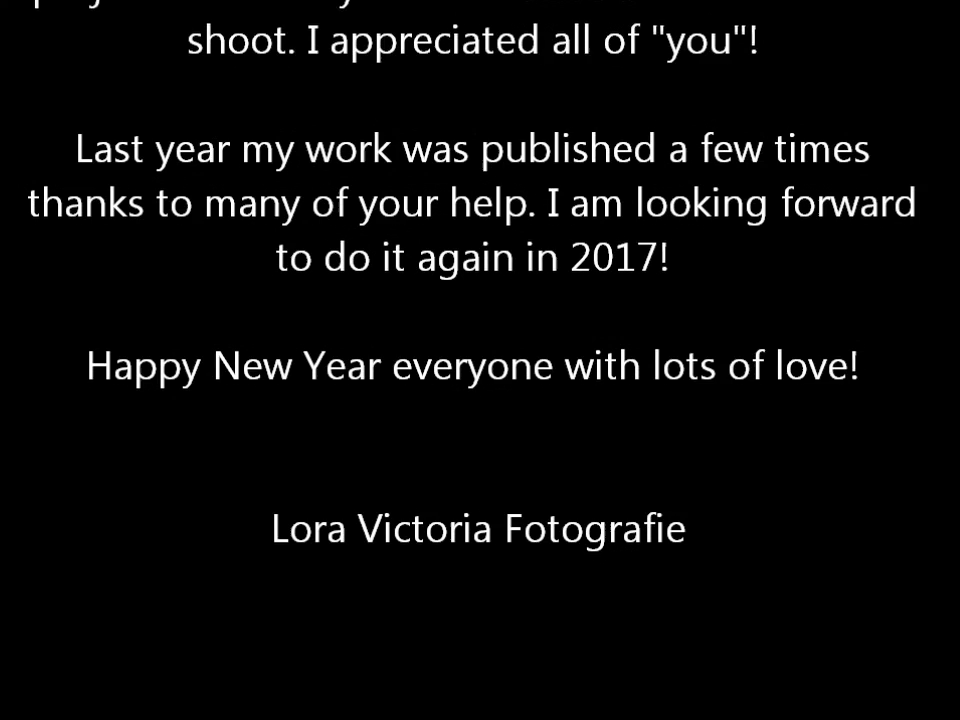 shoot. I appreciated all of "you"!
Last year my work was published a few times
thanks to many of your help. I am looking forward
to do it again in 2017!
Happy New Year everyone with lots of love!
Lora Victoria Fotografie